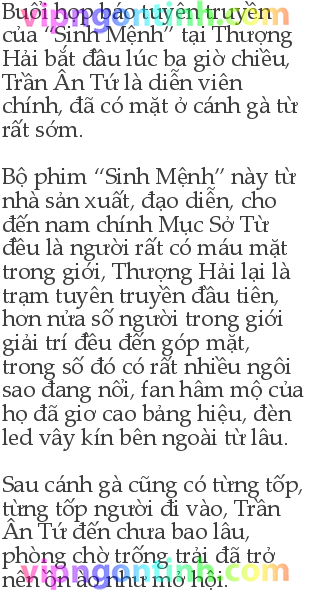 Buổi họp báo tuyên truyền
của “Sinh Mệnh” tại Thượng
Hải bắt đầu lúc ba giờ chiều,
Trần Ân Tứ là diễn viên
chính, đã có mặt ở cánh gà từ
rất sớm.
Bộ phim “Sinh Mệnh” này từ
nhà sản xuất, đạo diễn, cho
đến nam chính Mục Sở Từ
đều là người rất có máu mặt
trong giới, Thượng Hải lại là
trạm tuyên truyền đầu tiên,
hơn nửa số người trong giới
giải trí đều đến góp mặt,
trong số đó có rất nhiều ngôi
sao đang nổi, fan hâm mộ của
họ đã giơ cao bảng hiệu, đèn
led vây kín bên ngoài từ lâu.
Sau cánh gà cũng có từng tốp,
từng tốp người đi vào, Trần
Ân Tứ đến chưa bao lâu,
phòng chờ trống trải đã trở
nên ồn ào như mở hội.
vipngontinh.com
vipngontinh.com